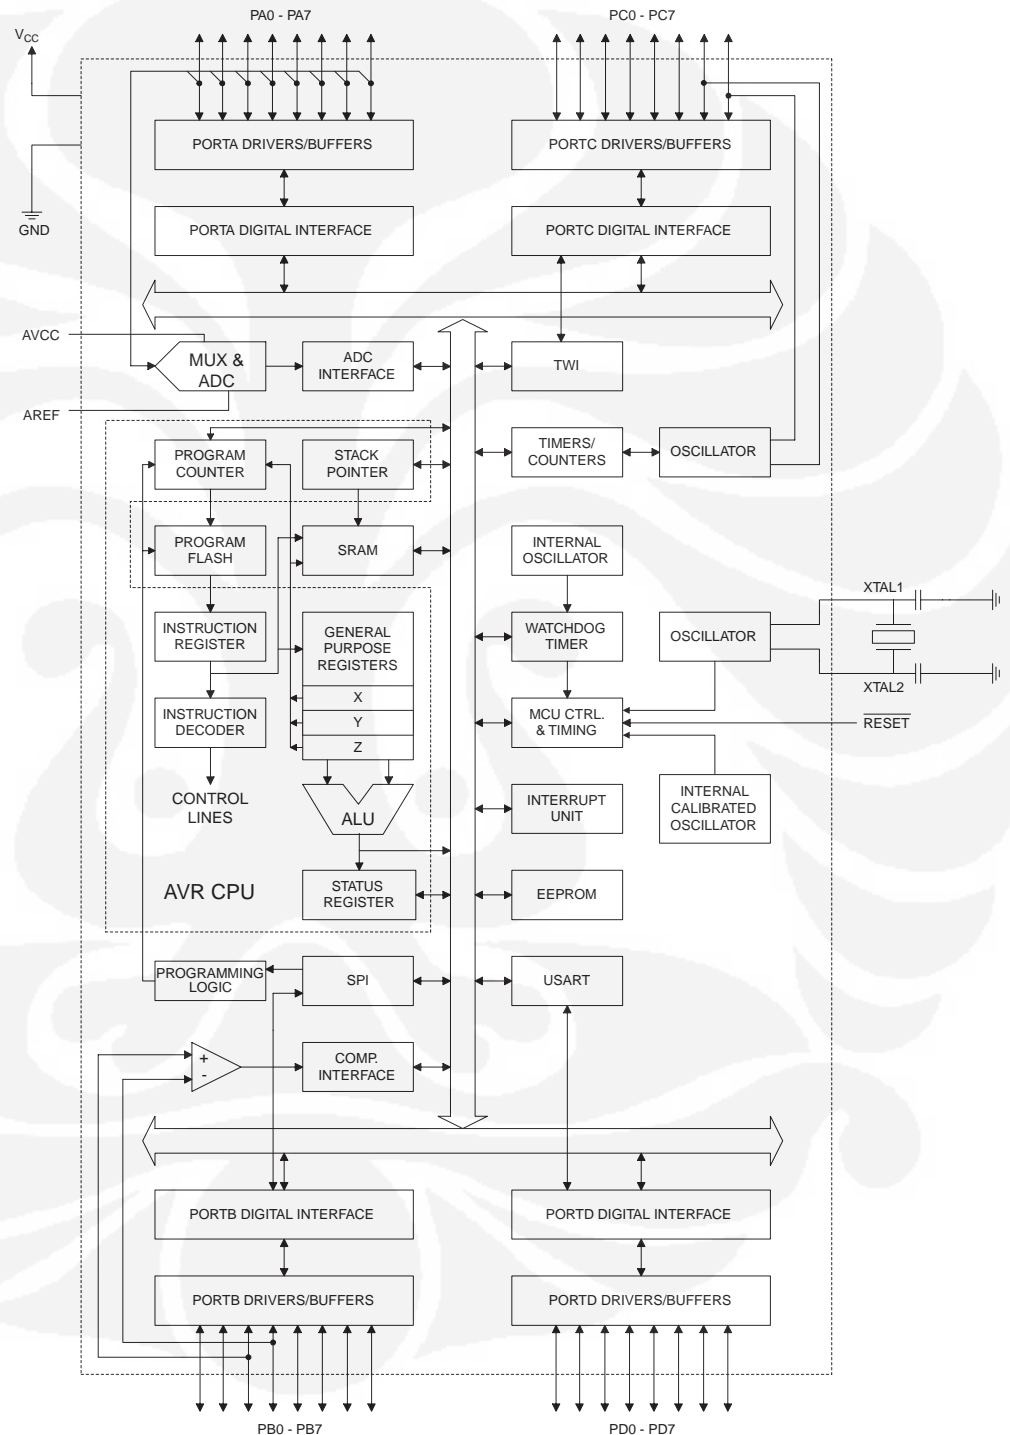 PA0 - PA7
PC0 - PC7
VCC
PORTA DRIVERS/BUFFERS
PORTC DRIVERS/BUFFERS
GND
PORTA DIGITAL INTERFACE
PORTC DIGITAL INTERFACE
AVCC
MUX &
ADC
ADC
INTERFACE
TWI
AREF
PROGRAM
COUNTER
STACK
POINTER
TIMERS/
COUNTERS
OSCILLATOR
PROGRAM
FLASH
SRAM
INTERNAL
OSCILLATOR
XTAL1
INSTRUCTION
REGISTER
GENERAL
PURPOSE
REGISTERS
WATCHDOG
TIMER
OSCILLATOR
XTAL2
X
INSTRUCTION
DECODER
Y
MCU CTRL.
& TIMING
RESET
Z
CONTROL
LINES
ALU
INTERRUPT
UNIT
INTERNAL
CALIBRATED
OSCILLATOR
AVR CPU
STATUS
REGISTER
EEPROM
PROGRAMMING
LOGIC
SPI
USART
+
-
COMP.
INTERFACE
PORTB DIGITAL INTERFACE
PORTD DIGITAL INTERFACE
PORTB DRIVERS/BUFFERS
PORTD DRIVERS/BUFFERS
PB0 - PB7
PD0 - PD7